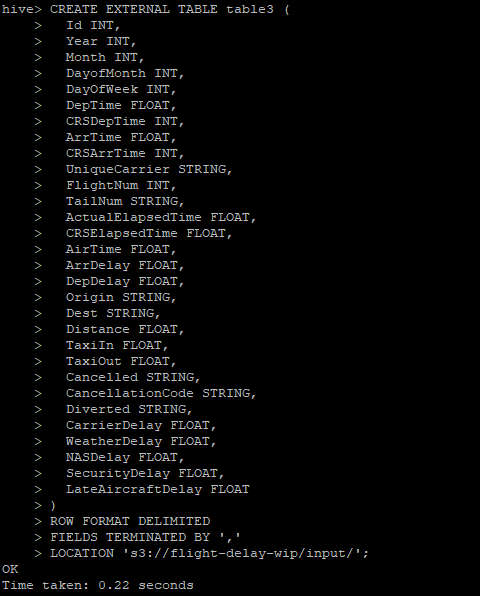 hive> CREATE EXTERNAL TABLE table3 (
    >   Id INT,
    >   Year INT,
    >   Month INT,
    >   DayofMonth INT,
    >   DayOfWeek INT,
    >   DepTime FLOAT,
    >   CRSDepTime INT,
    >   ArrTime FLOAT,
    >   CRSArrTime INT,
    >   UniqueCarrier STRING,
    >   FlightNum INT,
    >   TailNum STRING,
    >   ActualElapsedTime FLOAT,
    >   CRSElapsedTime FLOAT,
    >   AirTime FLOAT,
    >   ArrDelay FLOAT,
    >   DepDelay FLOAT,
    >   Origin STRING,
    >   Dest STRING,
    >   Distance FLOAT,
    >   TaxiIn FLOAT,
    >   TaxiOut FLOAT,
    >   Cancelled STRING,
    >   CancellationCode STRING,
    >   Diverted STRING,
    >   CarrierDelay FLOAT,
    >   WeatherDelay FLOAT,
    >   NASDelay FLOAT,
    >   SecurityDelay FLOAT,
    >   LateAircraftDelay FLOAT
    > )
    > ROW FORMAT DELIMITED
    > FIELDS TERMINATED BY ','
    > LOCATION 's3://flight-delay-wip/input/';
OK
Time taken: 0.22 seconds